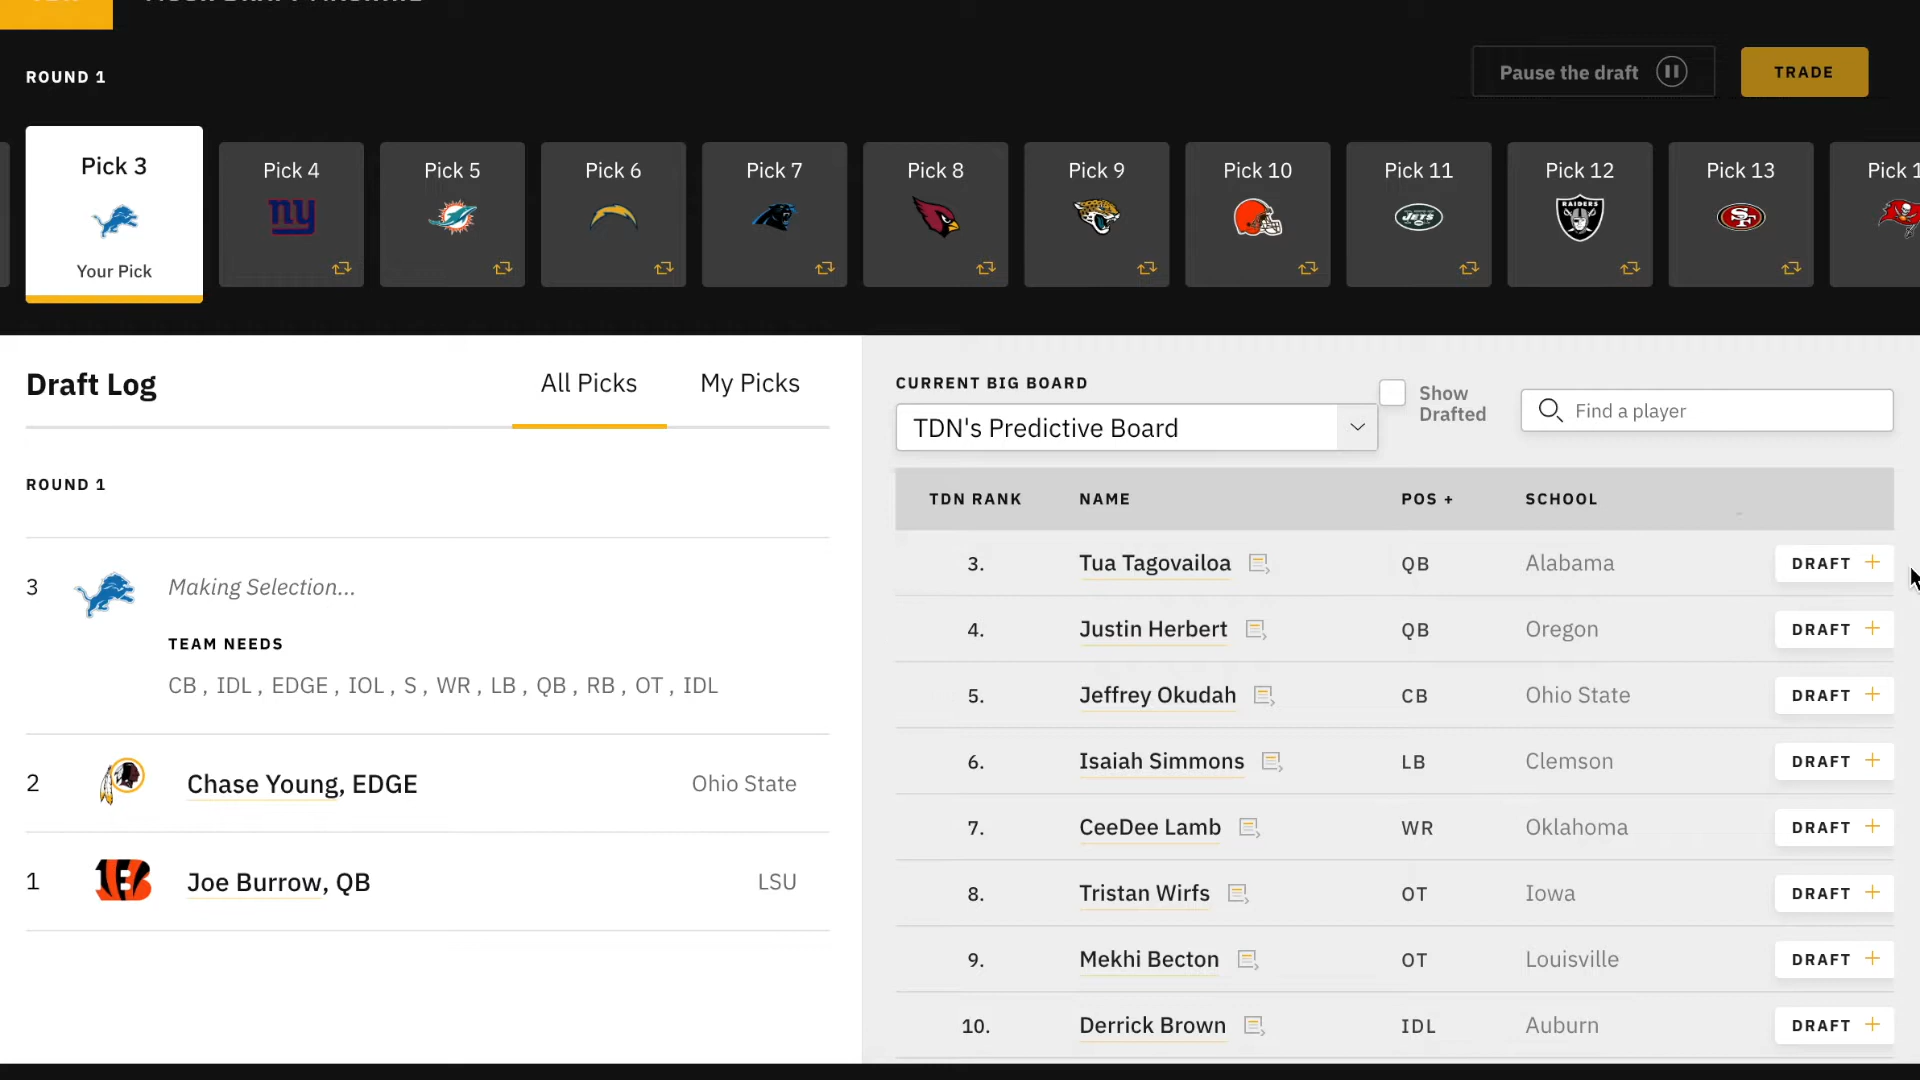 ROUND 1
Pause the draft
TRADE
Pick 3
Your Pick
Pick 4
ny
Pick 5
Pick 6
Pick 7
Pick 8
Pick 9
Pick 10
Pick 11
JETS
Pick 12
RAIDERS
Pick 13
SF
Pick 1
Draft Log
All Picks
My Picks
ROUND 1
3
Making Selection...
TEAM NEEDS
CB , IDL , EDGE , IOL , S , WR , LB , QB , RB , OT , IDL
2 Chase Young, EDGE Ohio State
1 Joe Burrow, QB LSU
CURRENT BIG BOARD
TDN's Predictive Board
Show
Drafted
Find a player
TDN RANK NAME POS + SCHOOL
3. Tua Tagovailoa QB Alabama DRAFT +
4. Justin Herbert QB Oregon DRAFT +
5. Jeffrey Okudah CB Ohio State DRAFT +
6. Isaiah Simmons LB Clemson DRAFT +
7. CeeDee Lamb WR Oklahoma DRAFT +
8. Tristan Wirfs OT Iowa DRAFT +
9. Mekhi Becton OT Louisville DRAFT +
10. Derrick Brown IDL Auburn DRAFT +